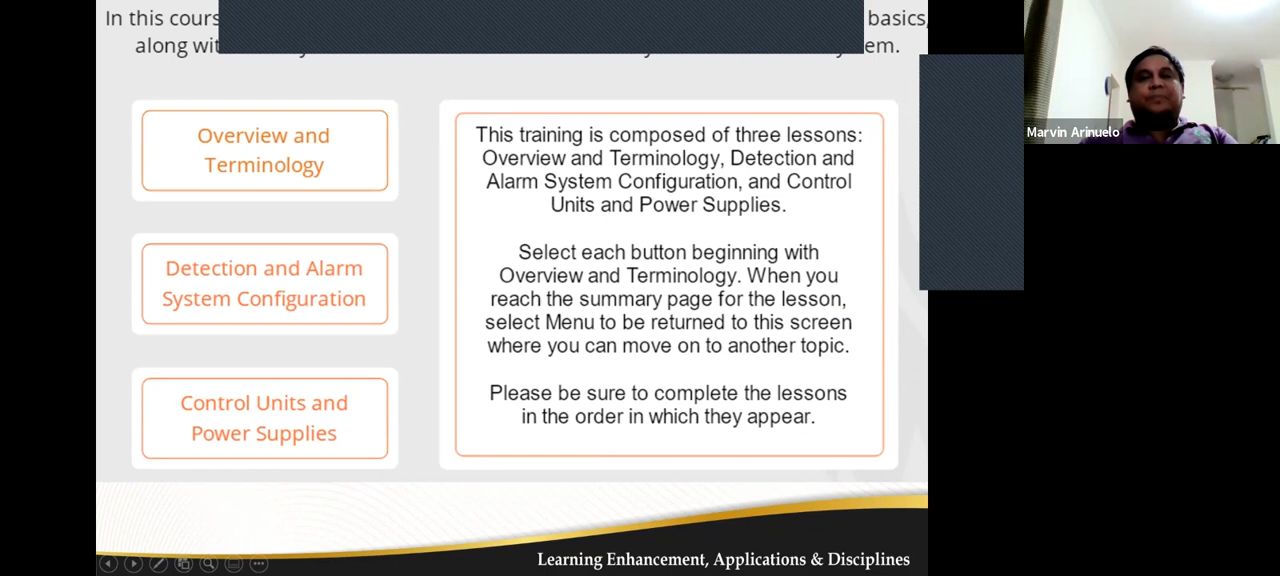 In this cours basics,
along wit em.
Overview and
Terminology
Detection and Alarm
System Configuration
Control Units and
Power Supplies
This training is composed of three lessons:
Overview and Terminology, Detection and
Alarm System Configuration, and Control
Units and Power Supplies.
Select each button beginning with
Overview and Terminology. When you
reach the summary page for the lesson,
select Menu to be returned to this screen
where you can move on to another topic.
Please be sure to complete the lessons
in the order in which they appear.
Learning Enhancement, Applications & Disciplines
Marvin Arinuelo